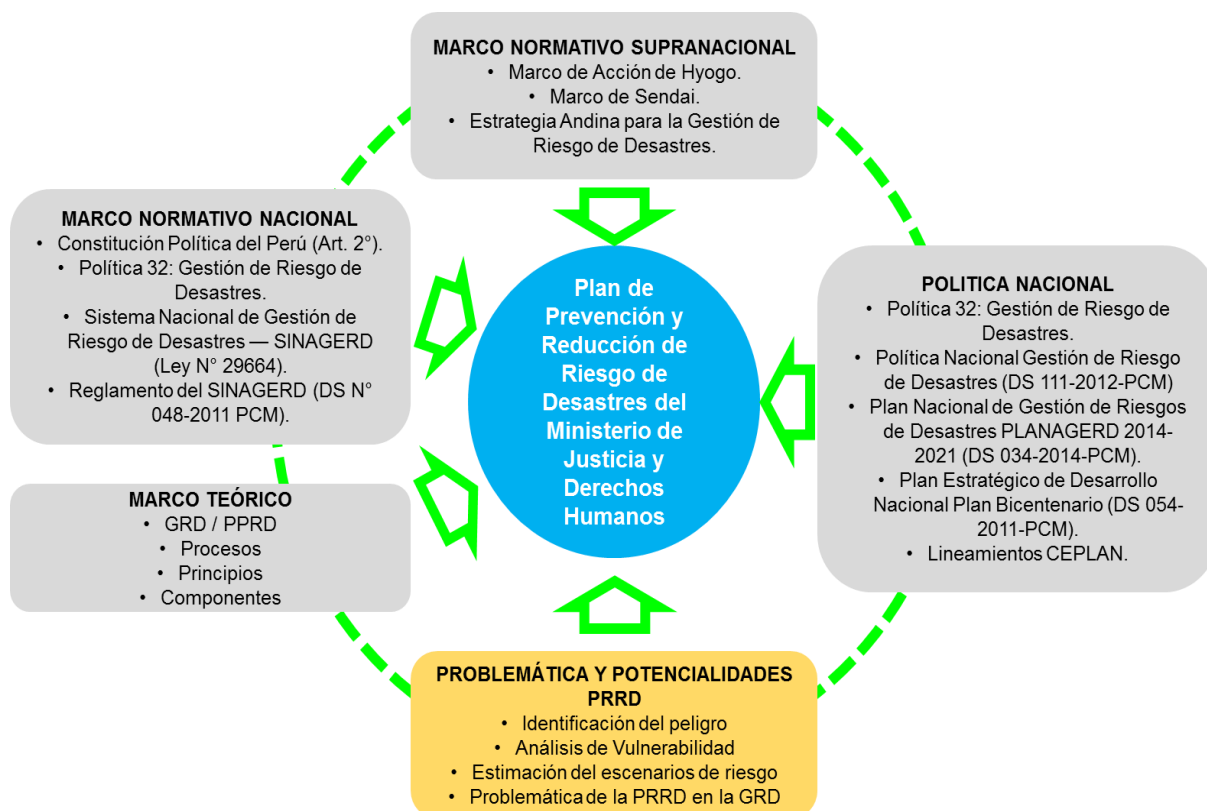 MARCO NORMATIVO SUPRANACIONAL
• Marco de Acción de Hyogo.
• Marco de Sendai.
• Estrategia Andina para la Gestión de
Riesgo de Desastres.
MARCO NORMATIVO NACIONAL
• Constitución Política del Perú (Art. 2°).
• Política 32: Gestión de Riesgo de
Desastres.
• Sistema Nacional de Gestión de
Riesgo de Desastres — SINAGERD
(Ley N° 29664).
• Reglamento del SINAGERD (DS N°
048-2011 PCM).
Plan de
Prevención y
Reducción de
Riesgo de
Desastres del
Ministerio de
Justicia y
Derechos
Humanos
POLITICA NACIONAL
• Política 32: Gestión de Riesgo de
Desastres.
• Política Nacional Gestión de Riesgo
de Desastres (DS 111-2012-PCM)
• Plan Nacional de Gestión de Riesgos
de Desastres PLANAGERD 2014-
2021 (DS 034-2014-PCM).
• Plan Estratégico de Desarrollo
Nacional Plan Bicentenario (DS 054-
2011-PCM).
• Lineamientos CEPLAN.
MARCO TEÓRICO
• GRD / PPRD
• Procesos
• Principios
• Componentes
PROBLEMÁTICA Y POTENCIALIDADES
PRRD
• Identificación del peligro
• Análisis de Vulnerabilidad
• Estimación del escenarios de riesgo
• Problemática de la PRRD en la GRD